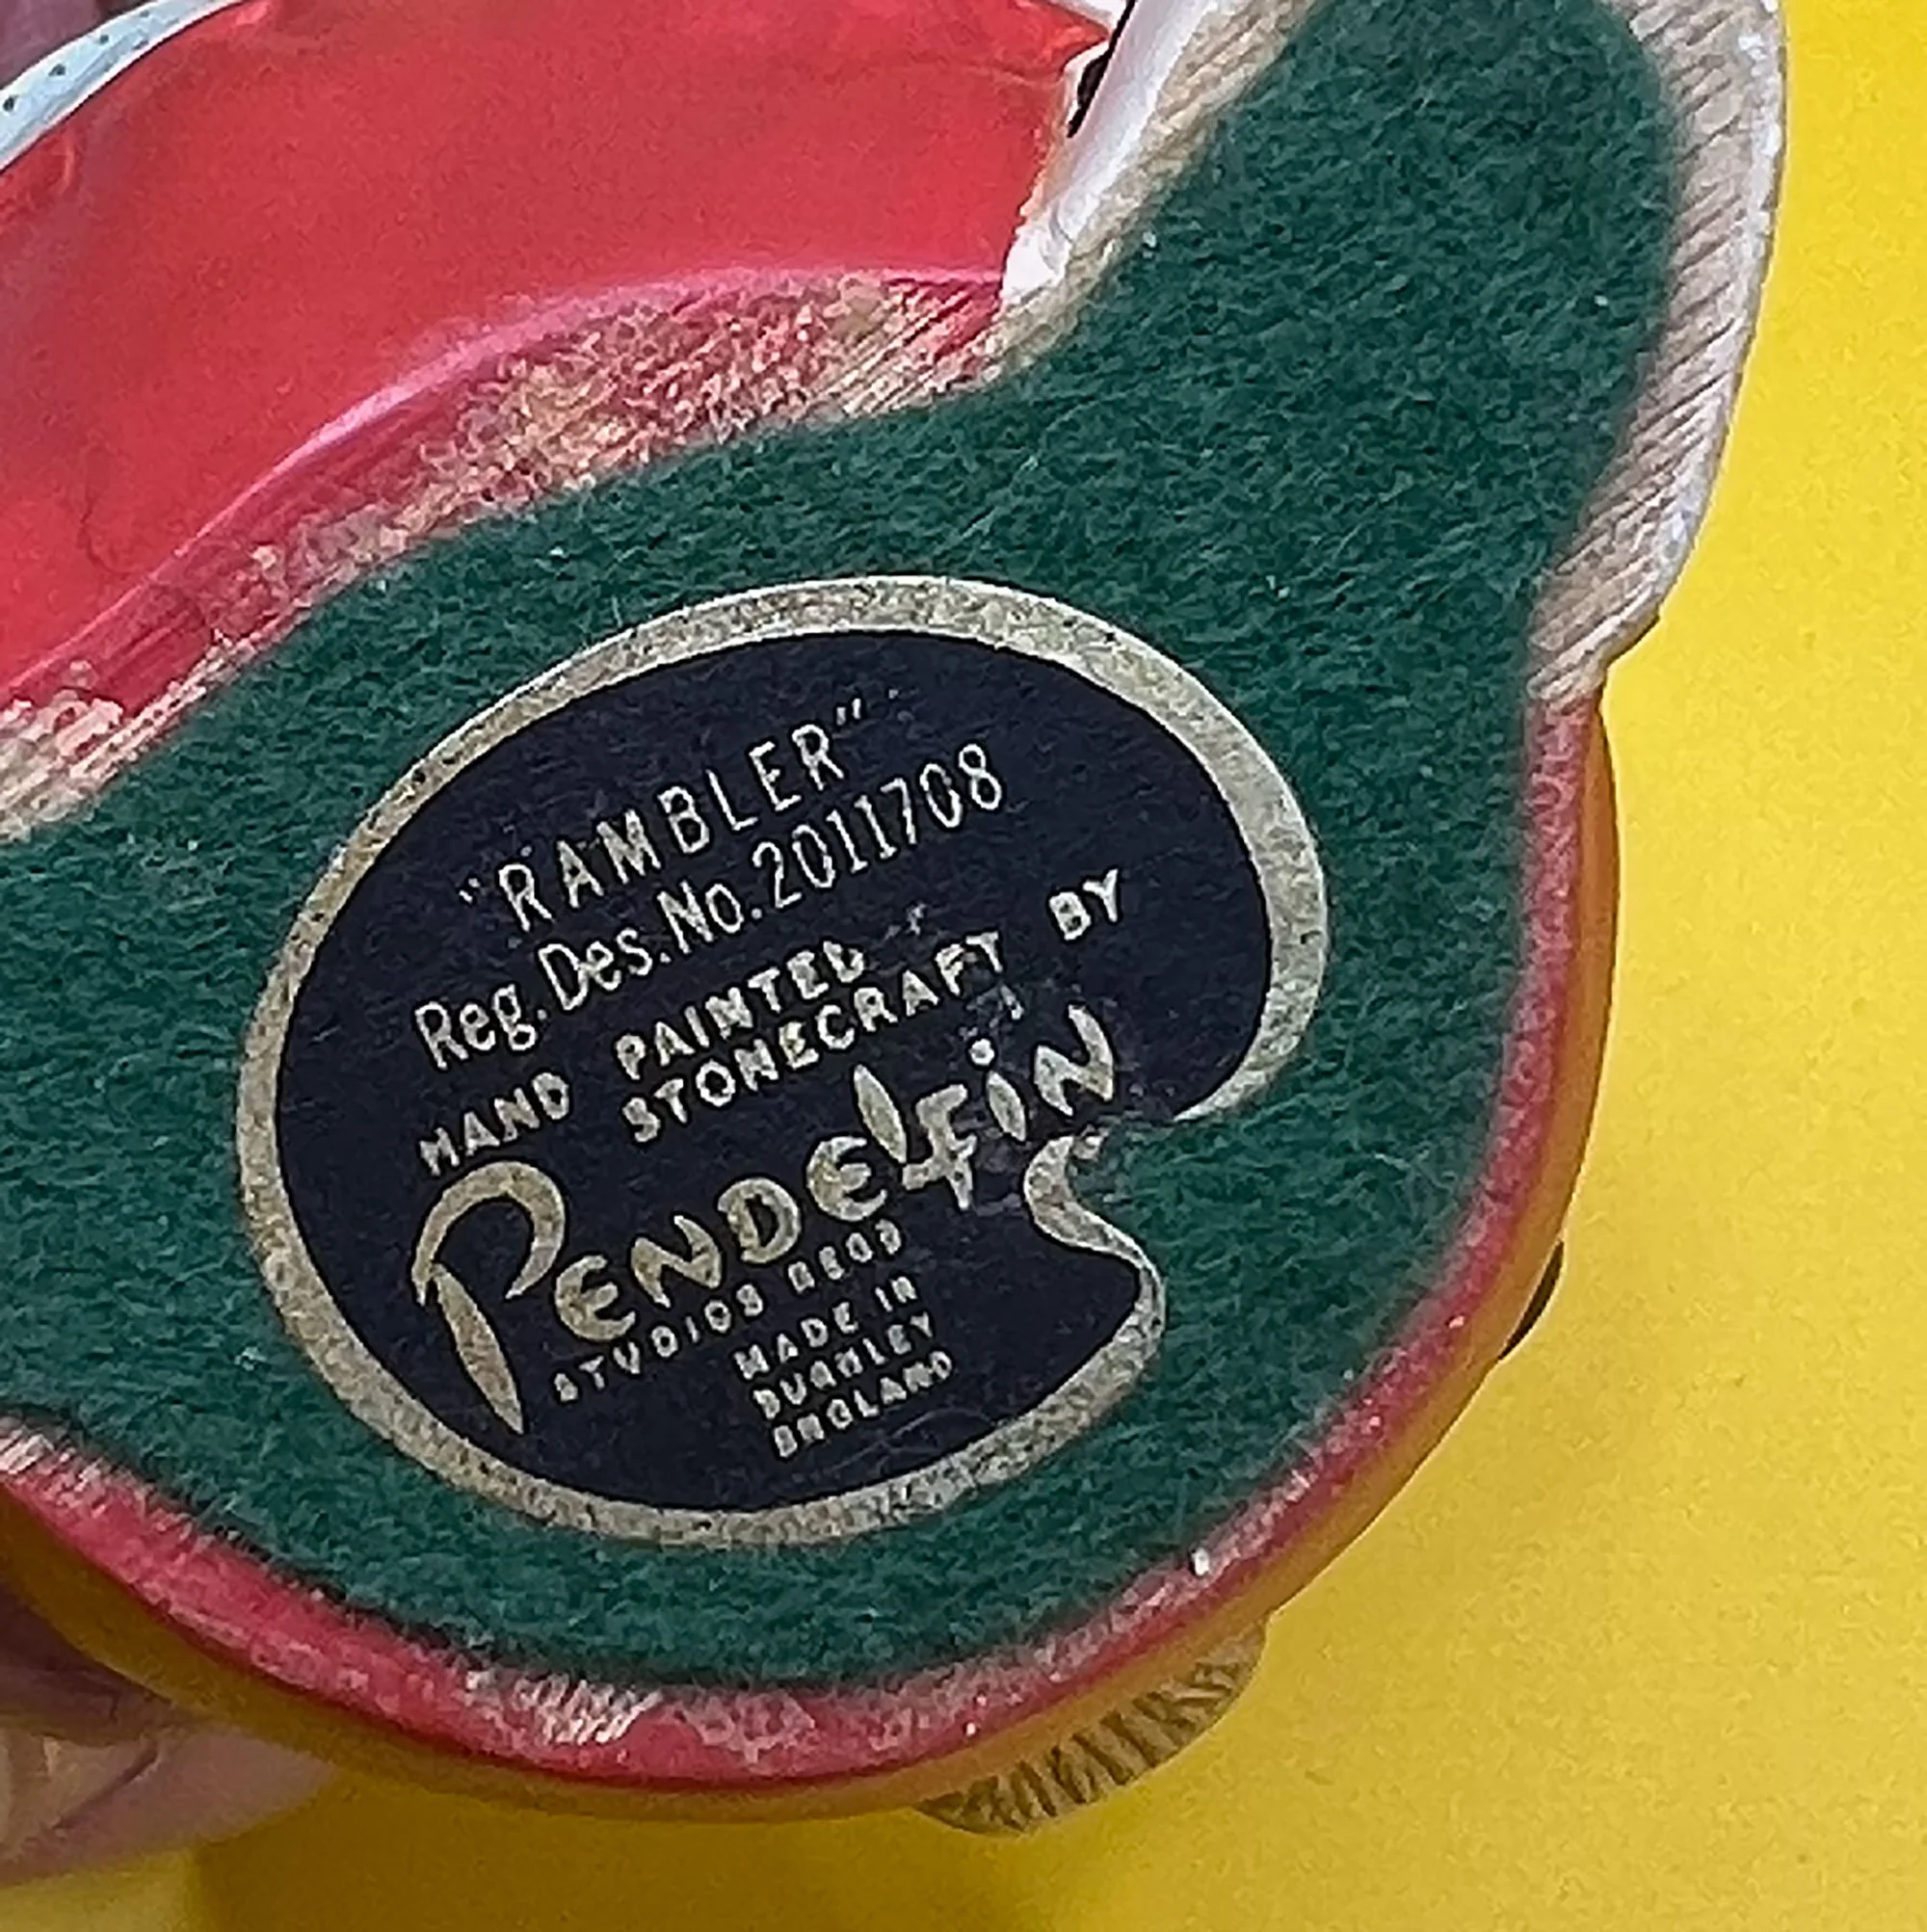 "RAMBLER"
Reg. Des. No. 2011708
HAND PAINTED
STONECRAFT BY
PENDELFIN
STUDIOS REGD
MADE IN
BURNLEY
ENGLAND